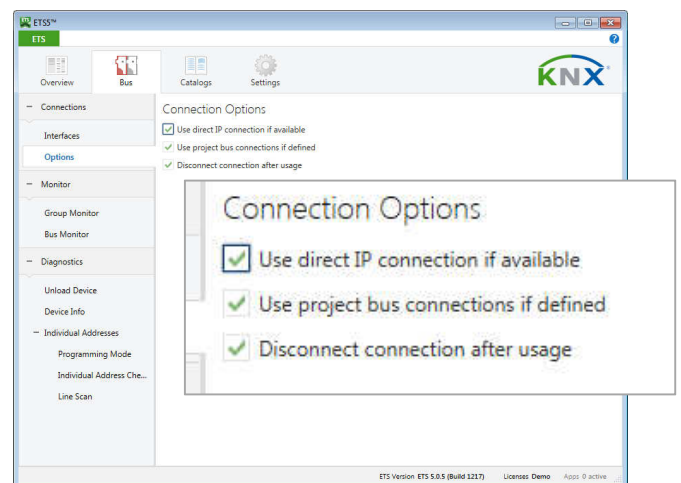 ETS5™
ETS
Overview
Bus
Catalogs
Settings
KNX
Connections
Interfaces
Options
Monitor
Group Monitor
Bus Monitor
Diagnostics
Unload Device
Device Info
Individual Addresses
Programming Mode
Individual Address Che...
Line Scan
Connection Options
Use direct IP connection if available
Use project bus connections if defined
Disconnect connection after usage
Connection Options
Use direct IP connection if available
Use project bus connections if defined
Disconnect connection after usage
ETS Version ETS 5.0.5 (Build 1217) Licenses Demo Apps 0 active